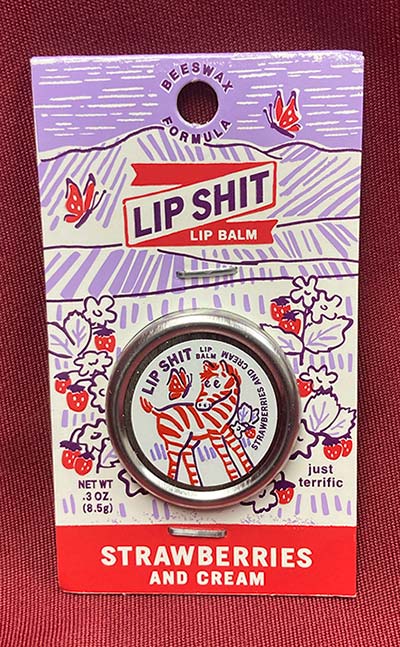 BEESWAX
FORMULA
LIP SHIT
LIP BALM
LIP SHIT
LIP
BALM
STRAWBERRIES AND CREAM
NET WT
.3 OZ.
(8.5g)
just
terrific
STRAWBERRIES
AND CREAM